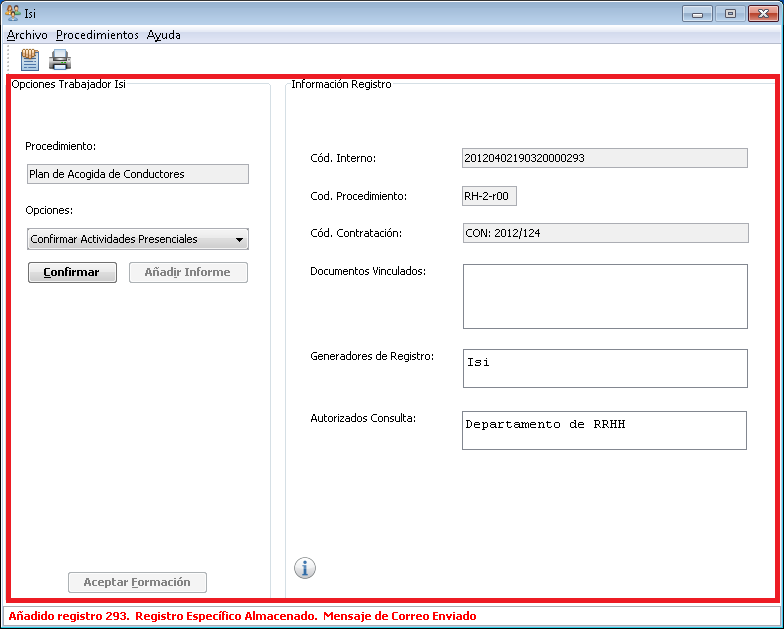 Isi
Archivo Procedimientos Ayuda
Opciones Trabajador Isi
Procedimiento:
Plan de Acogida de Conductores
Opciones:
Confirmar Actividades Presenciales
Confirmar Añadir Informe
Aceptar Formación
Información Registro
Cód. Interno: 20120402190320000293
Cod. Procedimiento: RH-2-r00
Cód. Contratación: CON: 2012/124
Documentos Vinculados:
Generadores de Registro: Isi
Autorizados Consulta: Departamento de RRHH
Añadido registro 293. Registro Específico Almacenado. Mensaje de Correo Enviado